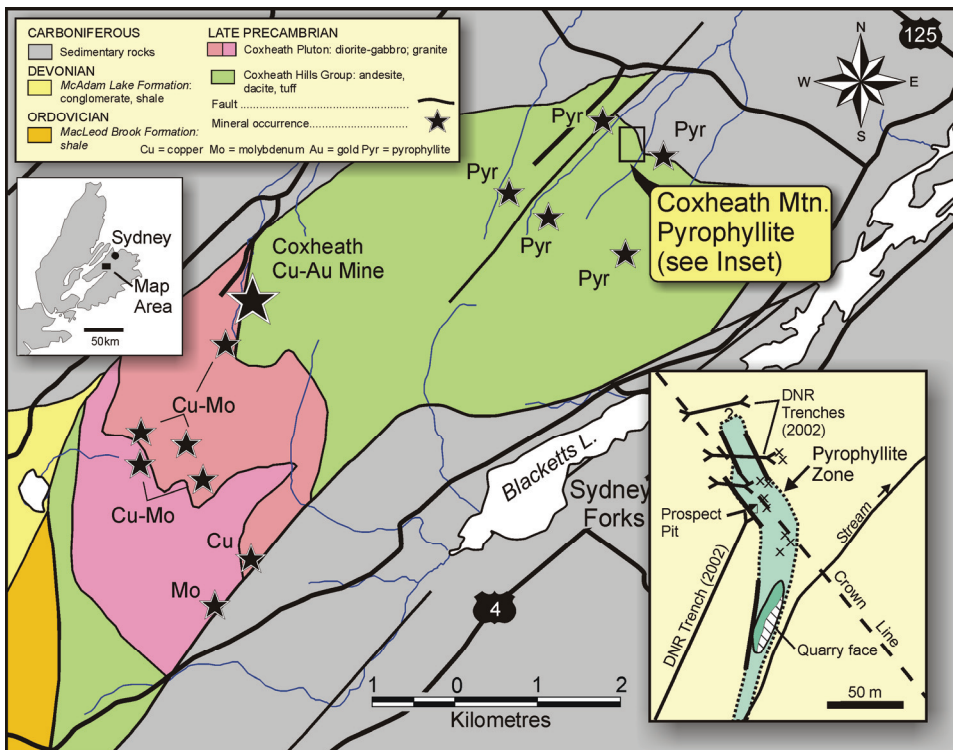 CARBONIFEROUS
Sedimentary rocks
DEVONIAN
McAdam Lake Formation:
conglomerate, shale
ORDOVICIAN
MacLeod Brook Formation:
shale
LATE PRECAMBRIAN
Coxheath Pluton: diorite-gabbro; granite
Coxheath Hills Group: andesite,
dacite, tuff
Fault
Mineral occurrence
Cu = copper Mo = molybdenum Au = gold Pyr = pyrophyllite
125
N
W E
S
Pyr
Pyr
Pyr
Pyr
Pyr
Coxheath Mtn.
Pyrophyllite
(see Inset)
Sydney
Map
Area
50km
Coxheath
Cu-Au Mine
Cu-Mo
Cu-Mo
Cu
Mo
Blacketts L.
Sydney
Forks
4
1 0 1 2
Kilometres
DNR
Trenches
(2002)
?
Pyrophyllite
Zone
Prospect
Pit
Stream
DNR Trench (2002)
Crown
Line
Quarry face
50 m